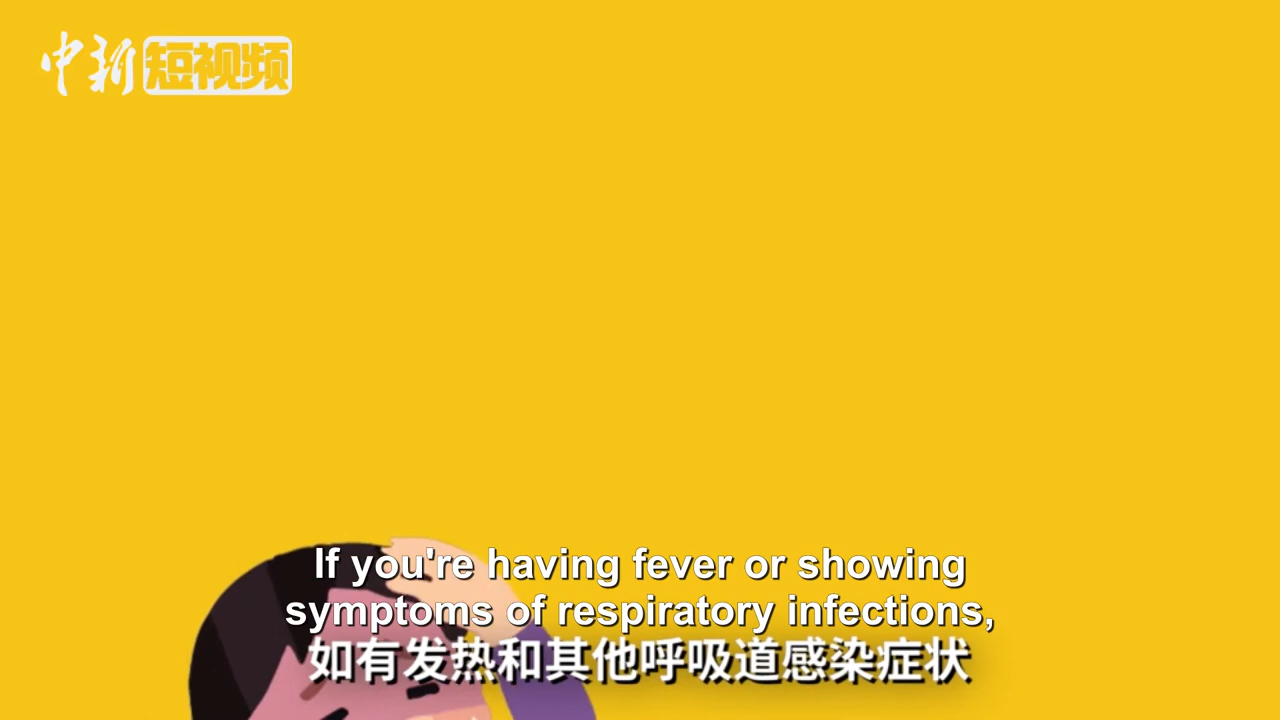 中新短视频
If you're having fever or showing
symptoms of respiratory infections,
如有发热和其他呼吸道感染症状